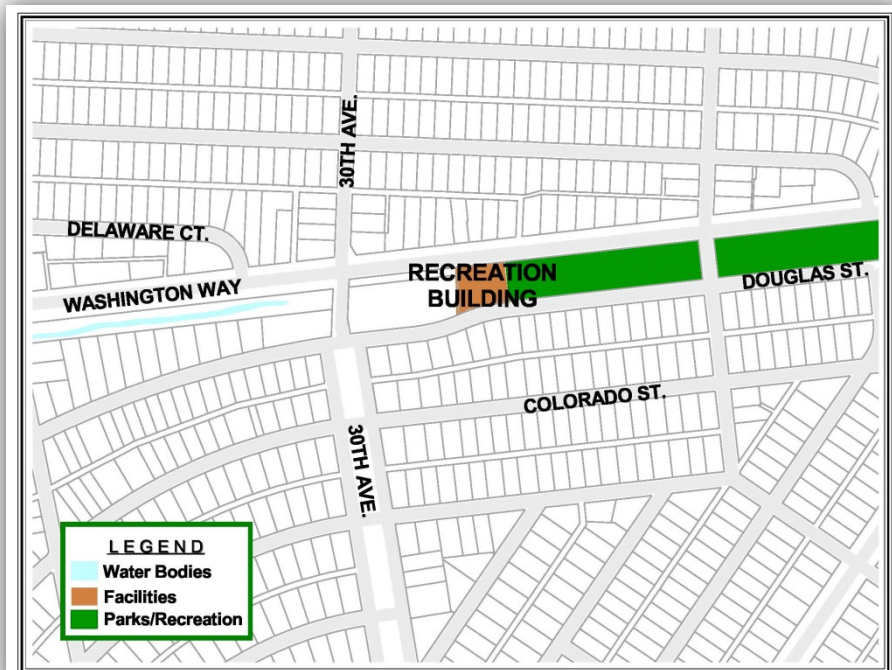 30TH AVE.
DELAWARE CT.
WASHINGTON WAY
RECREATION
BUILDING
DOUGLAS ST.
COLORADO ST.
30TH AVE.
LEGEND
Water Bodies
Facilities
Parks/Recreation